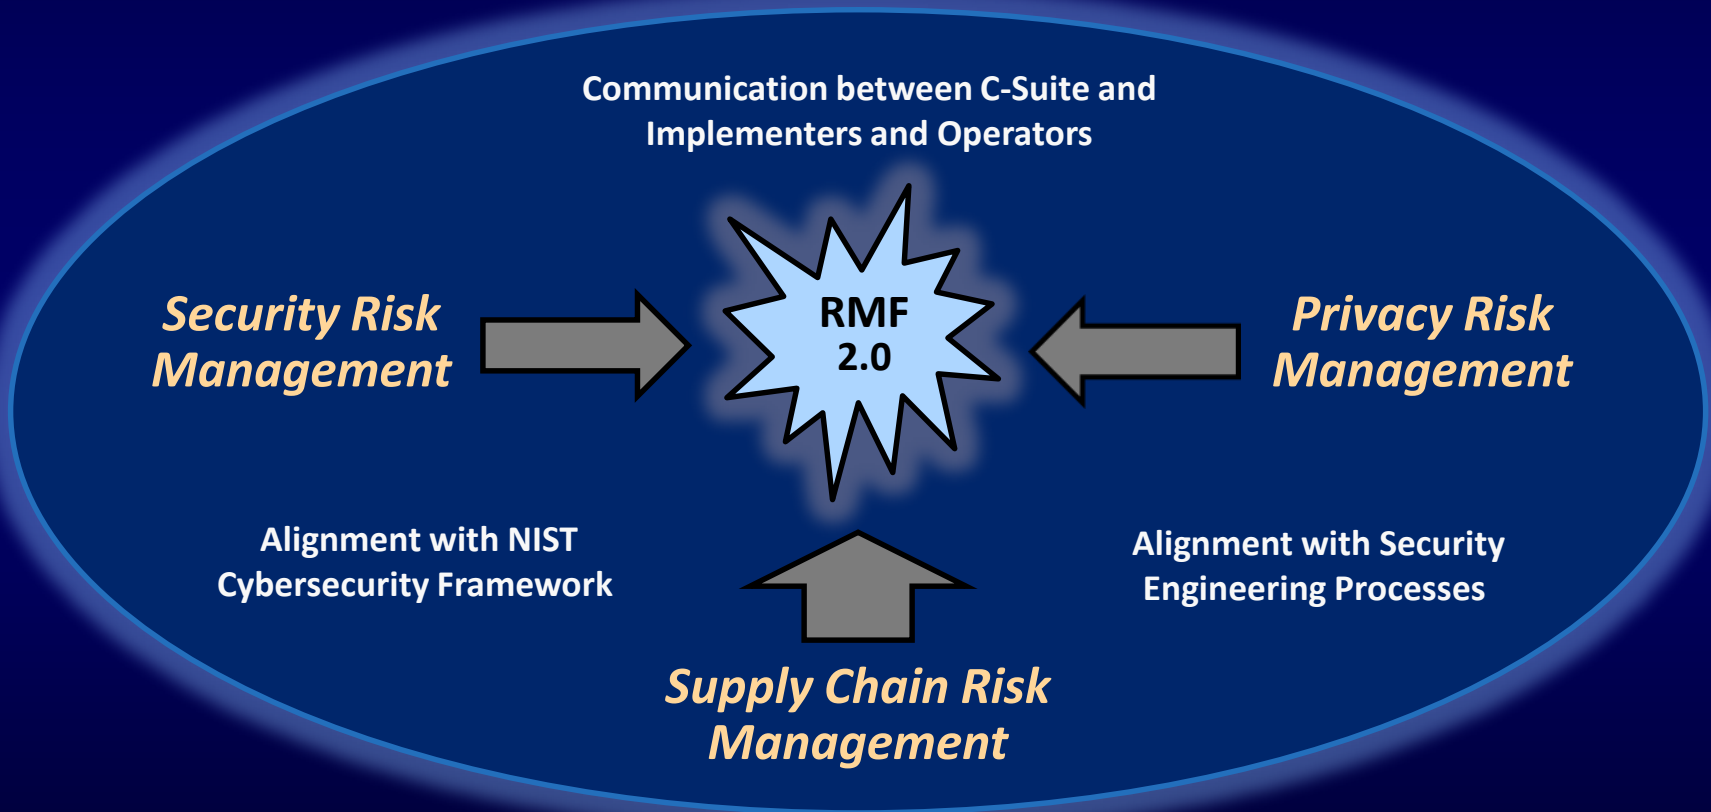 Communication between C-Suite and
Implementers and Operators
Security Risk
Management
RMF
2.0
Privacy Risk
Management
Alignment with NIST
Cybersecurity Framework
Alignment with Security
Engineering Processes
Supply Chain Risk
Management